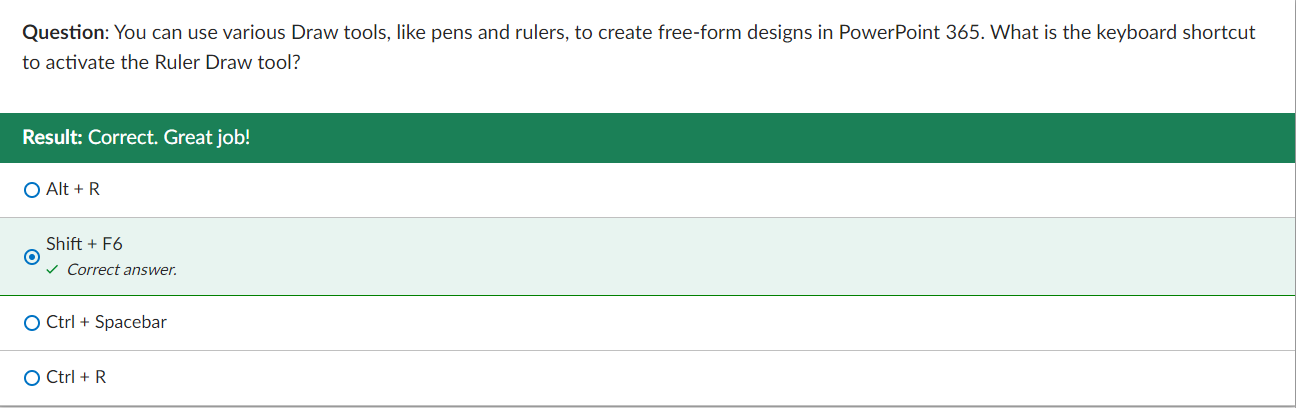 Question: You can use various Draw tools, like pens and rulers, to create free-form designs in PowerPoint 365. What is the keyboard shortcut
to activate the Ruler Draw tool?
Result: Correct. Great job!
Alt + R
Shift + F6
✓ Correct answer.
Ctrl + Spacebar
Ctrl + R